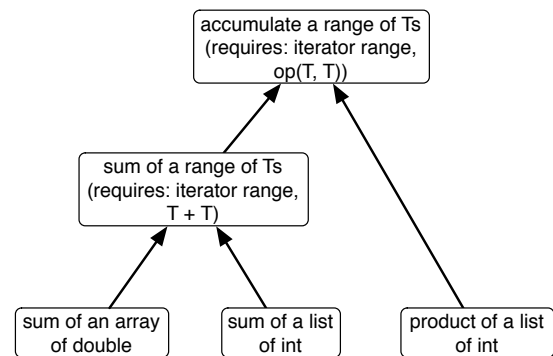 accumulate a range of Ts
(requires: iterator range,
op(T, T))
sum of a range of Ts
(requires: iterator range,
T + T)
sum of an array
of double
sum of a list
of int
product of a list
of int